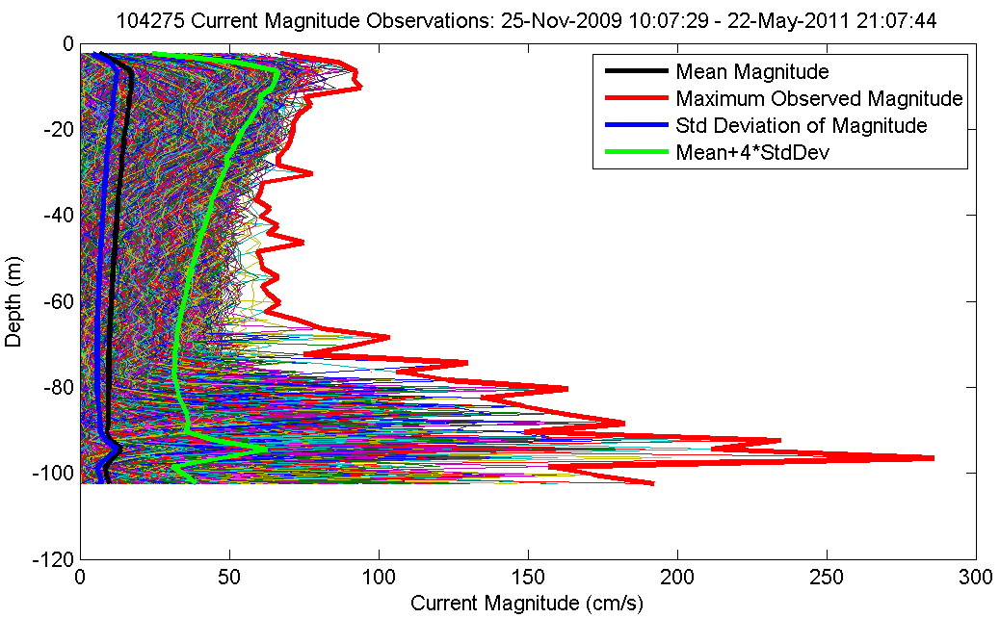 104275 Current Magnitude Observations: 25-Nov-2009 10:07:29 - 22-May-2011 21:07:44
Mean Magnitude
Maximum Observed Magnitude
Std Deviation of Magnitude
Mean+4*StdDev
Depth (m)
0
-20
-40
-60
-80
-100
-120
0 50 100 150 200 250 300
Current Magnitude (cm/s)